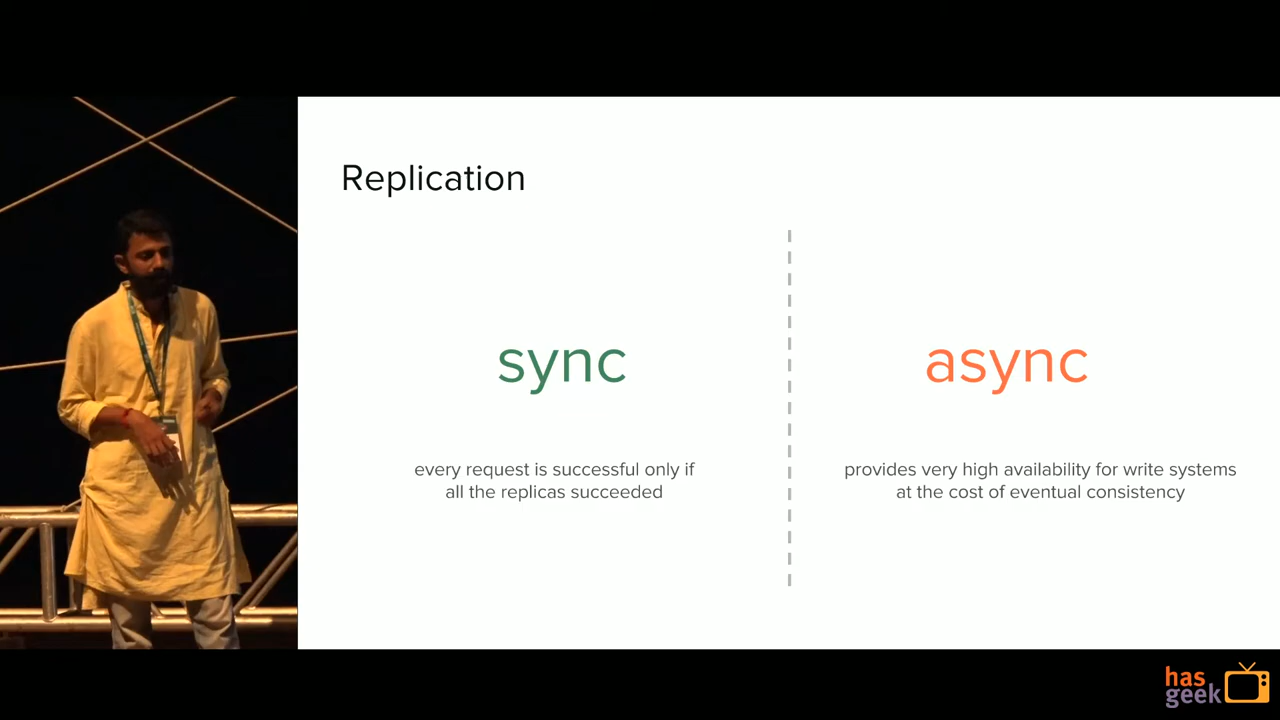 Replication
sync
every request is successful only if
all the replicas succeeded
async
provides very high availability for write systems
at the cost of eventual consistency
has
geek